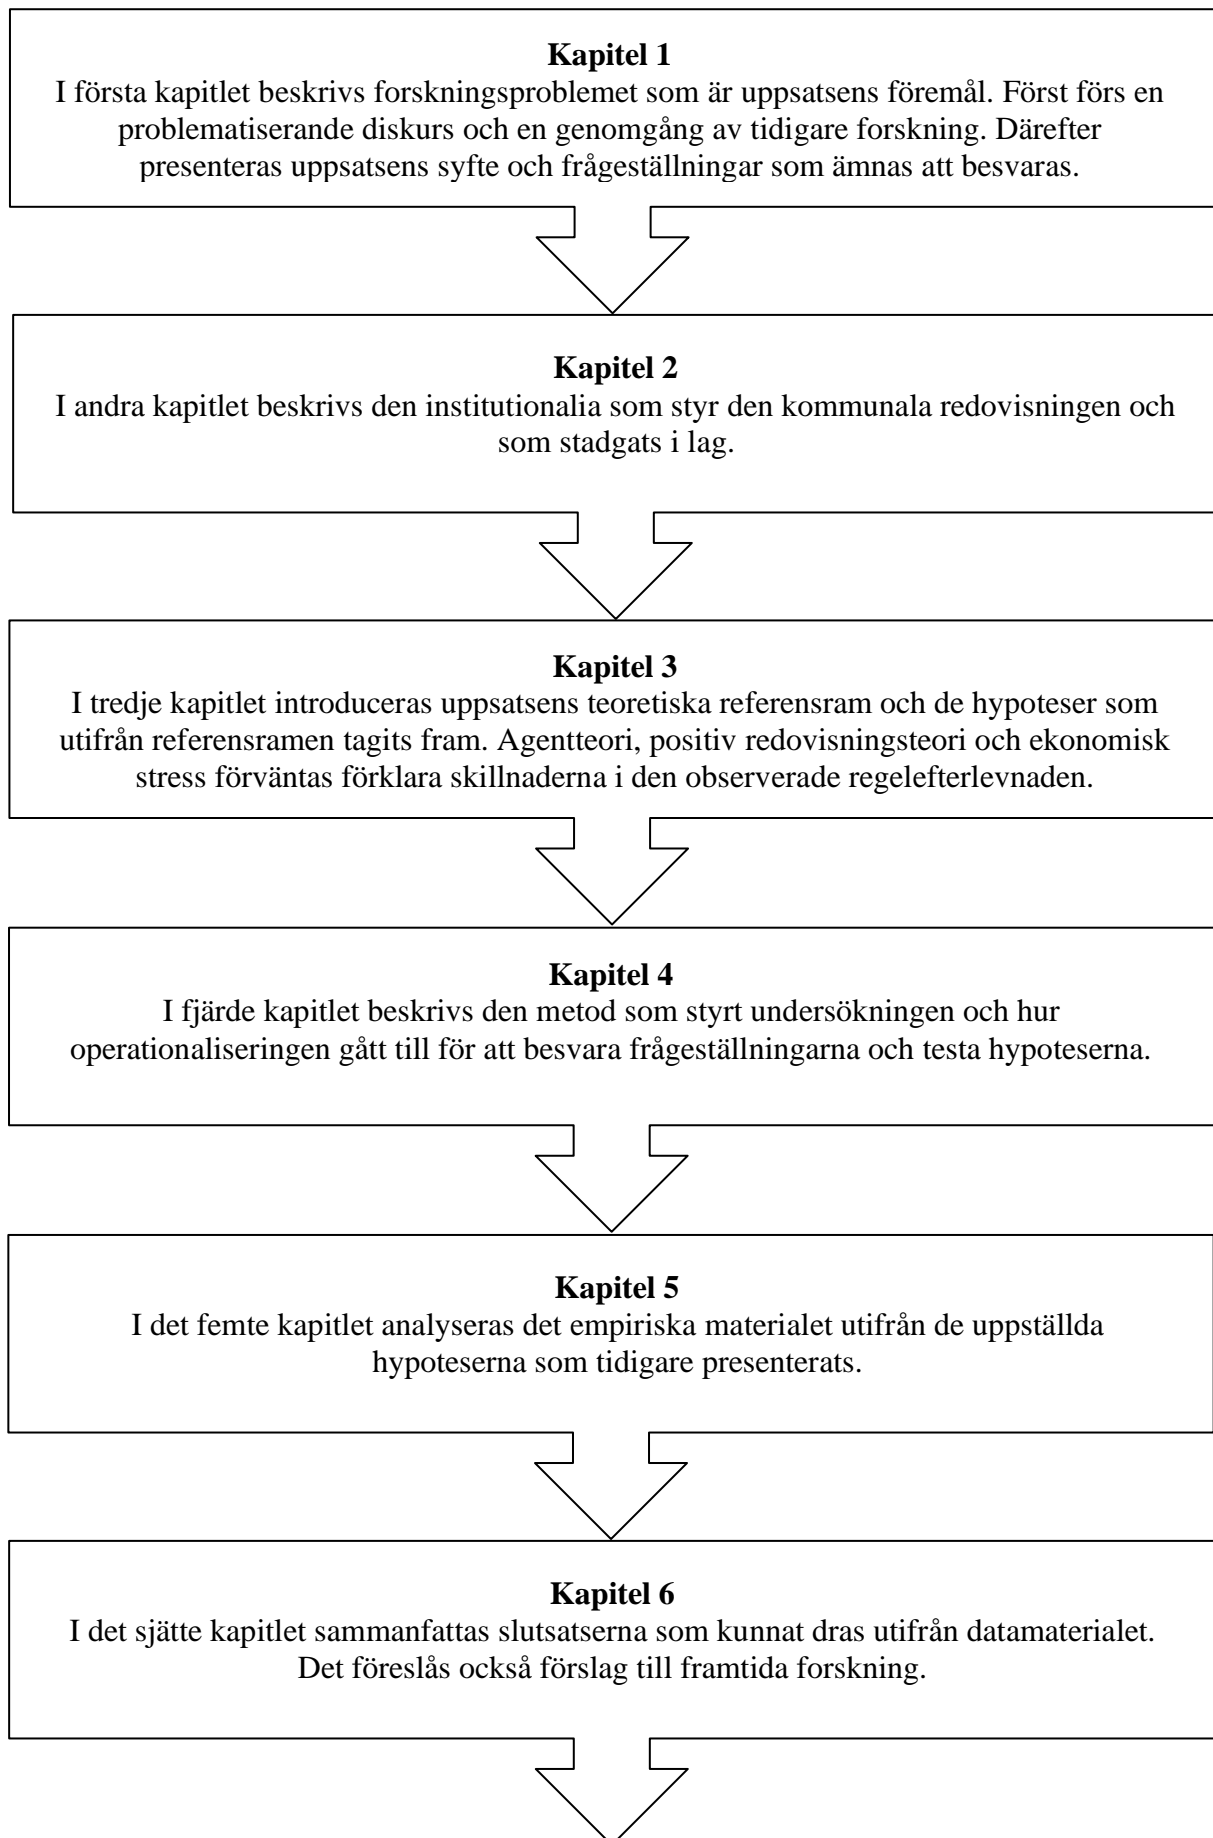 Kapitel 1
I första kapitlet beskrivs forskningsproblemet som är uppsatsens föremål. Först förs en
problematiserande diskurs och en genomgång av tidigare forskning. Därefter
presenteras uppsatsens syfte och frågeställningar som ämnas att besvaras.
Kapitel 2
I andra kapitlet beskrivs den institutionalia som styr den kommunala redovisningen och
som stadgats i lag.
Kapitel 3
I tredje kapitlet introduceras uppsatsens teoretiska referensram och de hypoteser som
utifrån referensramen tagits fram. Agentteori, positiv redovisningsteori och ekonomisk
stress förväntas förklara skillnaderna i den observerade regelefterlevnaden.
Kapitel 4
I fjärde kapitlet beskrivs den metod som styrt undersökningen och hur
operationaliseringen gått till för att besvara frågeställningarna och testa hypoteserna.
Kapitel 5
I det femte kapitlet analyseras det empiriska materialet utifrån de uppställda
hypoteserna som tidigare presenterats.
Kapitel 6
I det sjätte kapitlet sammanfattas slutsatserna som kunnat dras utifrån datamaterialet.
Det föreslås också förslag till framtida forskning.